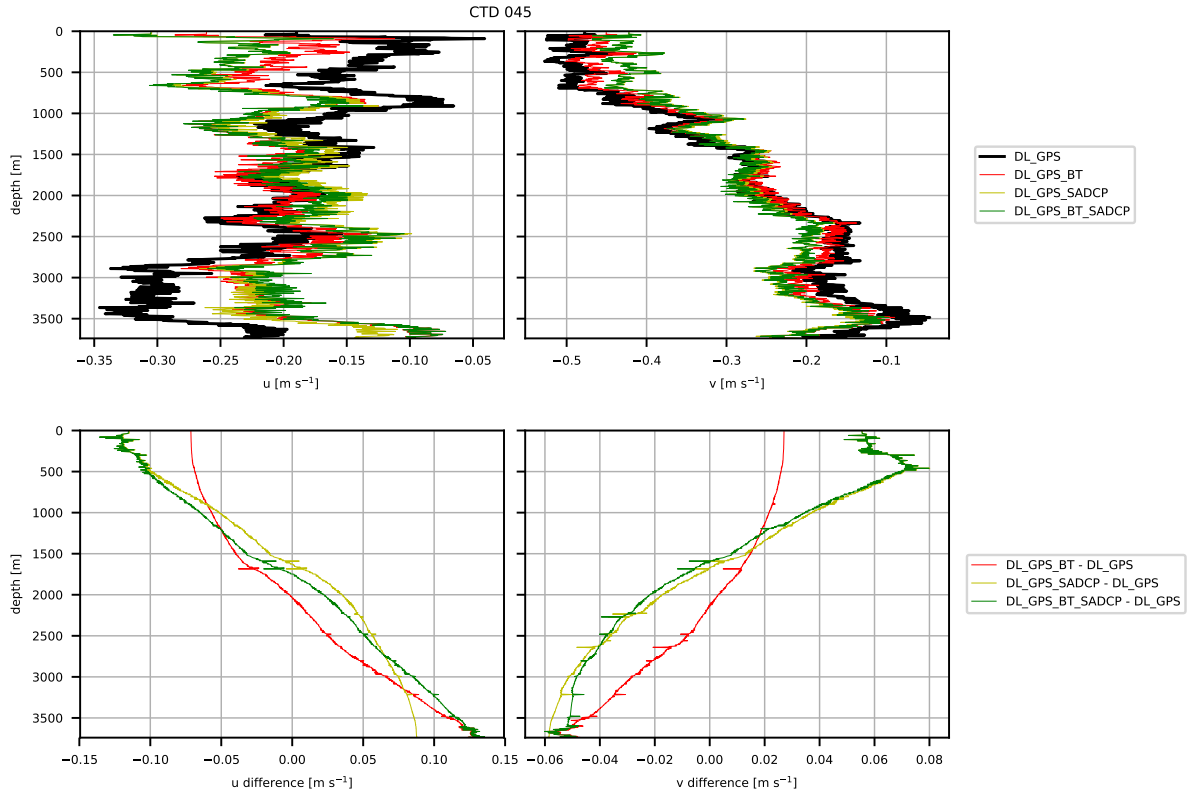 CTD 045
0
500
1000
1500
2000
2500
3000
3500
depth [m]
−0.35 −0.30 −0.25 −0.20 −0.15 −0.10 −0.05
u [m s⁻¹]
−0.5 −0.4 −0.3 −0.2 −0.1
v [m s⁻¹]
DL_GPS
DL_GPS_BT
DL_GPS_SADCP
DL_GPS_BT_SADCP
0
500
1000
1500
2000
2500
3000
3500
depth [m]
−0.15 −0.10 −0.05 0.00 0.05 0.10 0.15
u difference [m s⁻¹]
−0.06 −0.04 −0.02 0.00 0.02 0.04 0.06 0.08
v difference [m s⁻¹]
DL_GPS_BT - DL_GPS
DL_GPS_SADCP - DL_GPS
DL_GPS_BT_SADCP - DL_GPS